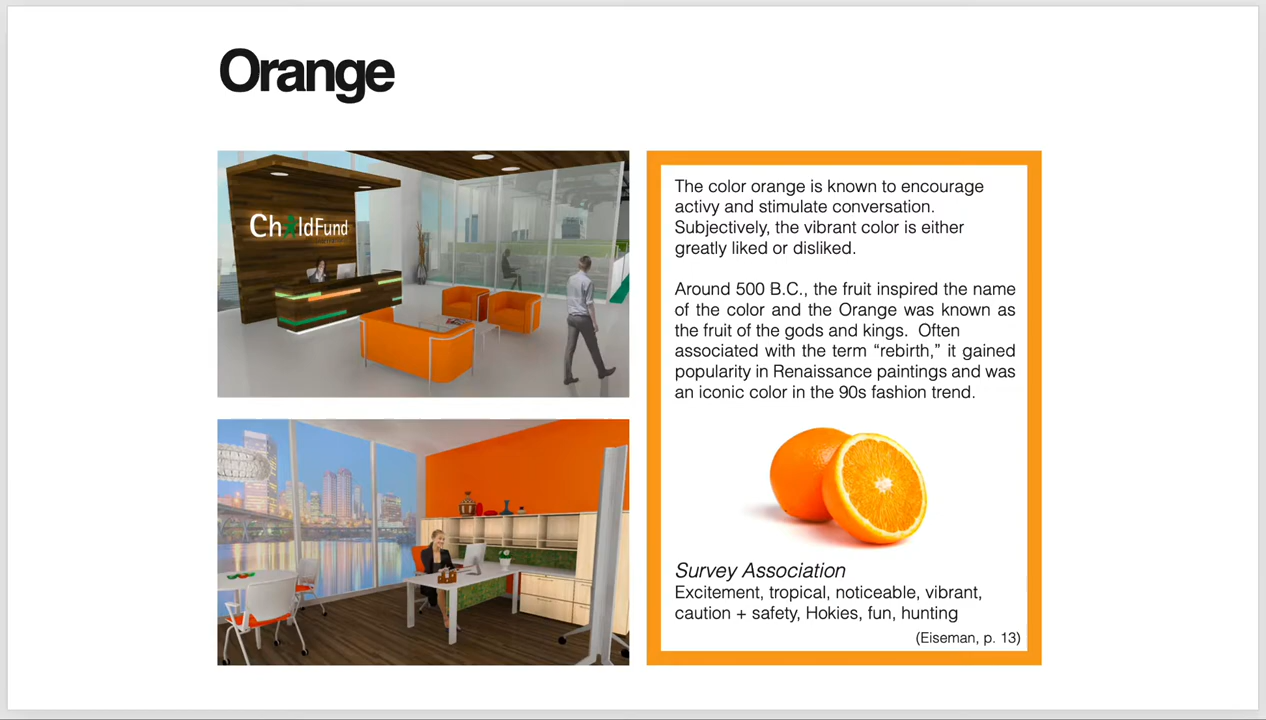 Orange
ChildFund
The color orange is known to encourage
activy and stimulate conversation.
Subjectively, the vibrant color is either
greatly liked or disliked.
Around 500 B.C., the fruit inspired the name
of the color and the Orange was known as
the fruit of the gods and kings. Often
associated with the term “rebirth,” it gained
popularity in Renaissance paintings and was
an iconic color in the 90s fashion trend.
Survey Association
Excitement, tropical, noticeable, vibrant,
caution + safety, Hokies, fun, hunting
(Eiseman, p. 13)